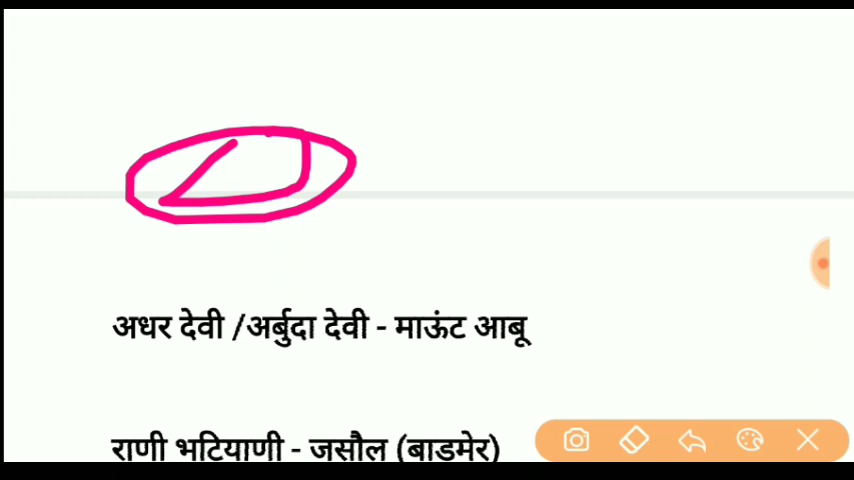 अधर देवी /अर्बुदा देवी - माऊंट आबू
राणी भटियाणी - जसौल (बाडमेर)